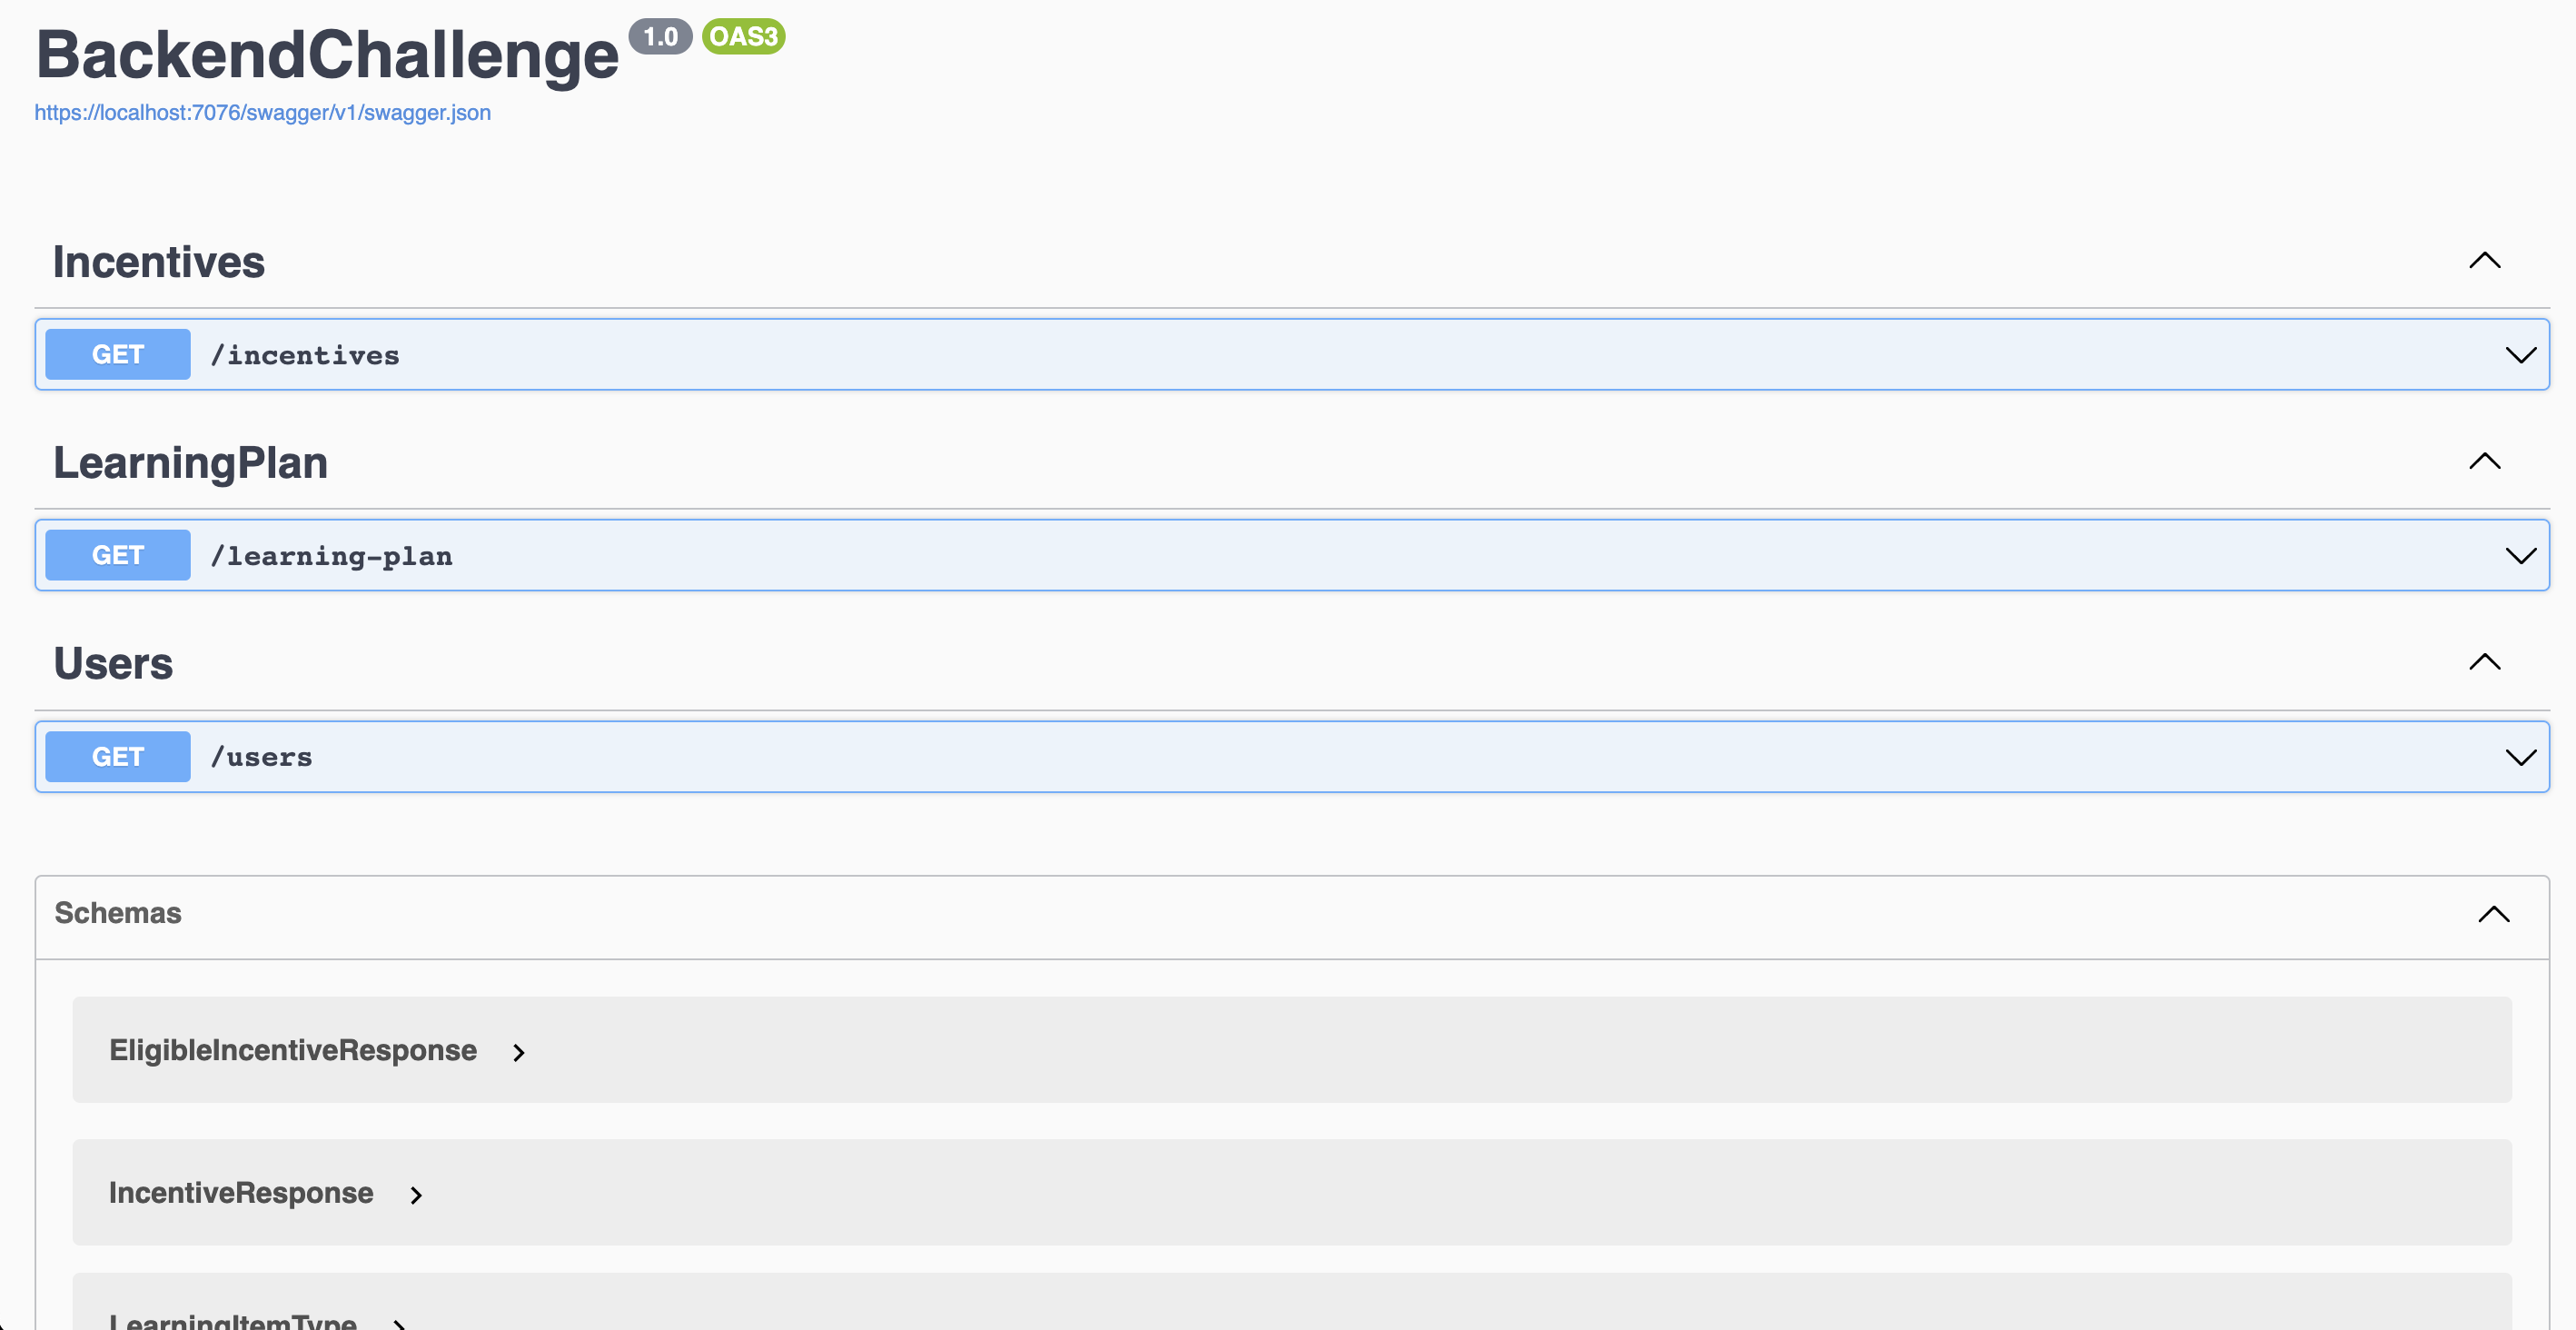 BackendChallenge 1.0 OAS3
https://localhost:7076/swagger/v1/swagger.json
Incentives
GET /incentives
LearningPlan
GET /learning-plan
Users
GET /users
Schemas
EligibleIncentiveResponse
IncentiveResponse
LearningItemType